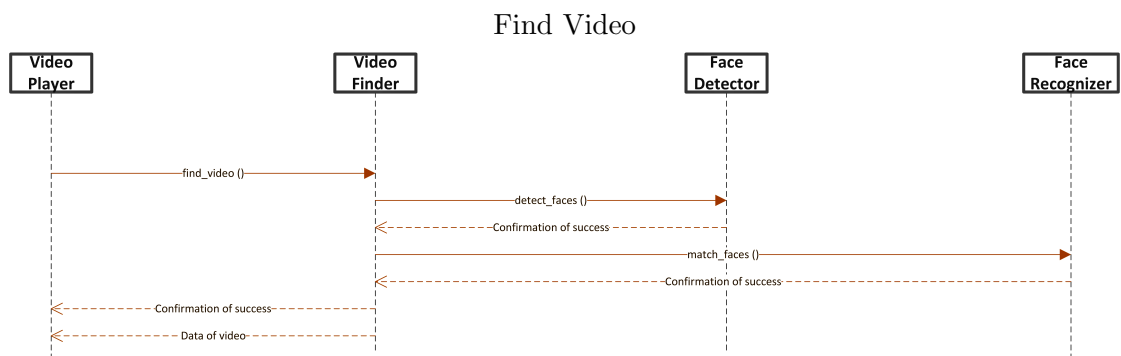 Find Video
Video
Player
Video
Finder
Face
Detector
Face
Recognizer
find_video ()
detect_faces ()
Confirmation of success
match_faces ()
Confirmation of success
Confirmation of success
Data of video